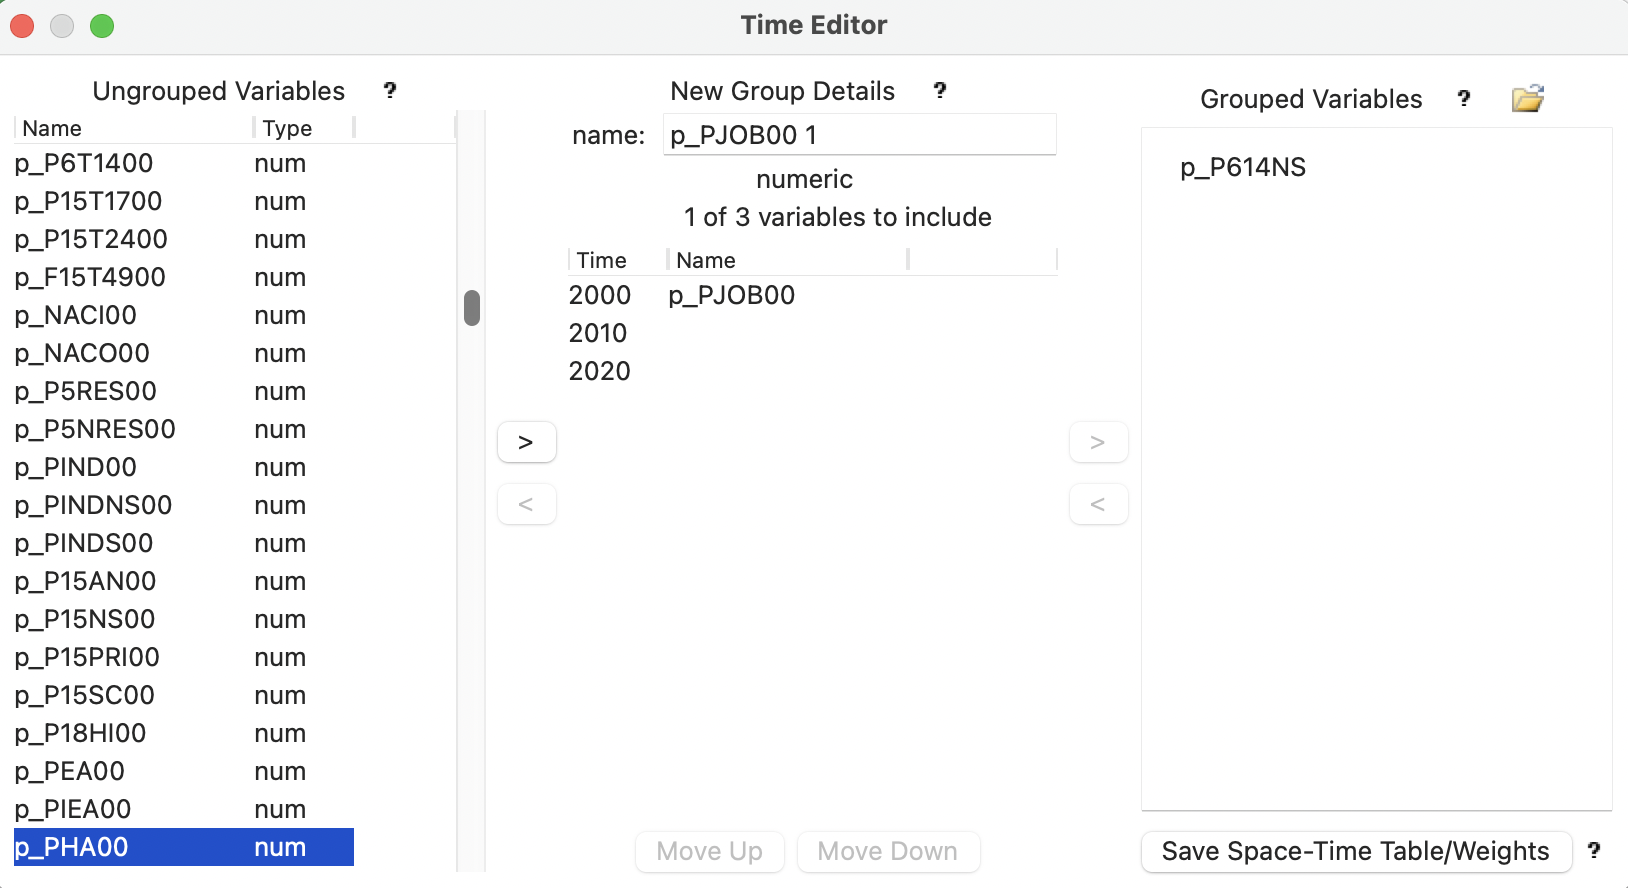 Time Editor
Ungrouped Variables ?
Name Type
p_P6T1400 num
p_P15T1700 num
p_P15T2400 num
p_F15T4900 num
p_NACI00 num
p_NACO00 num
p_P5RES00 num
p_P5NRES00 num
p_PIND00 num
p_PINDNS00 num
p_PINDS00 num
p_P15AN00 num
p_P15NS00 num
p_P15PRI00 num
p_P15SC00 num
p_P18HI00 num
p_PEA00 num
p_PIEA00 num
p_PHA00 num
>
<
New Group Details ?
name: p_PJOB00 1
numeric
1 of 3 variables to include
Time Name
2000 p_PJOB00
2010
2020
Move Up Move Down
>
<
Grouped Variables ?
p_P614NS
Save Space-Time Table/Weights ?